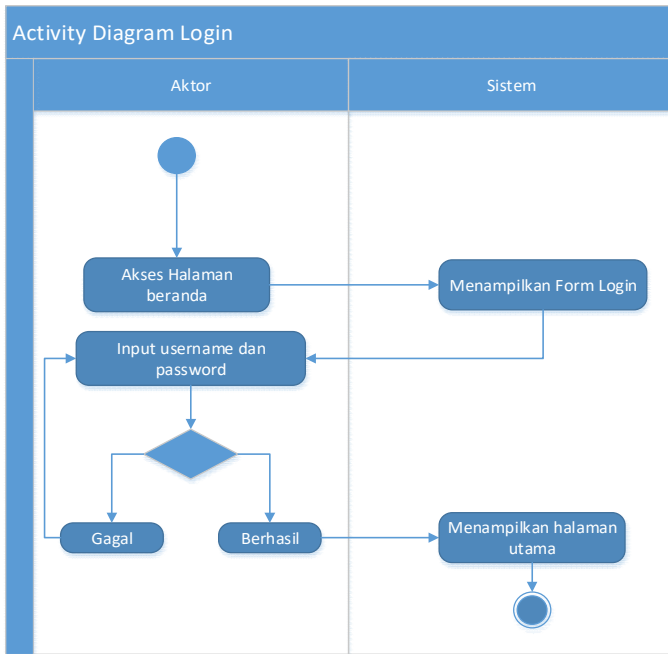 Activity Diagram Login
Aktor
Sistem
Akses Halaman
beranda
Menampilkan Form Login
Input username dan
password
Gagal
Berhasil
Menampilkan halaman
utama